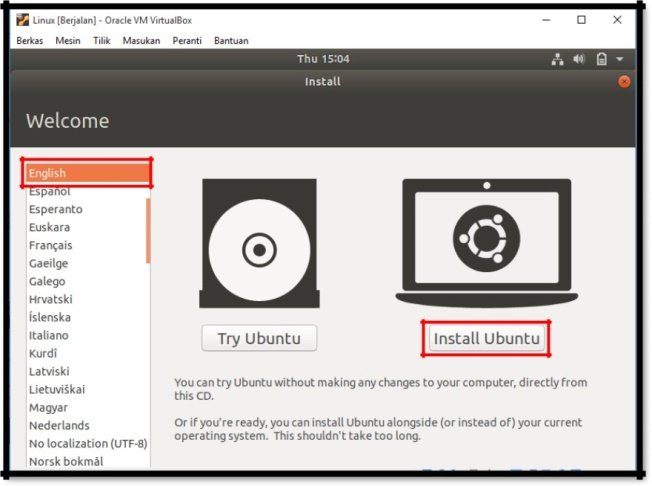 Linux [Berjalan] - Oracle VM VirtualBox
Berkas Mesin Tilik Masukan Peranti Bantuan
Thu 15:04
Install
Welcome
English
Español
Esperanto
Euskara
Français
Gaeilge
Galego
Hrvatski
Íslenska
Italiano
Kurdî
Latviski
Lietuviškai
Magyar
Nederlands
No localization (UTF-8)
Norsk bokmål
Try Ubuntu
Install Ubuntu
You can try Ubuntu without making any changes to your computer, directly from
this CD.
Or if you're ready, you can install Ubuntu alongside (or instead of) your current
operating system. This shouldn't take too long.